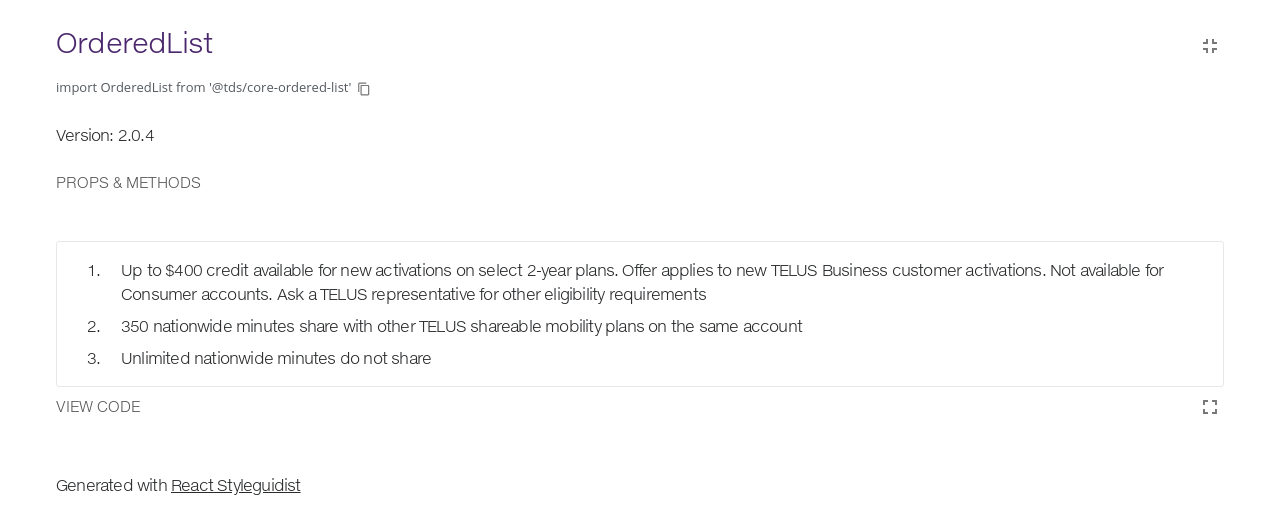 OrderedList
import OrderedList from '@tds/core-ordered-list'
Version: 2.0.4
PROPS & METHODS
1. Up to $400 credit available for new activations on select 2-year plans. Offer applies to new TELUS Business customer activations. Not available for
Consumer accounts. Ask a TELUS representative for other eligibility requirements
2. 350 nationwide minutes share with other TELUS shareable mobility plans on the same account
3. Unlimited nationwide minutes do not share
VIEW CODE
Generated with React Styleguidist